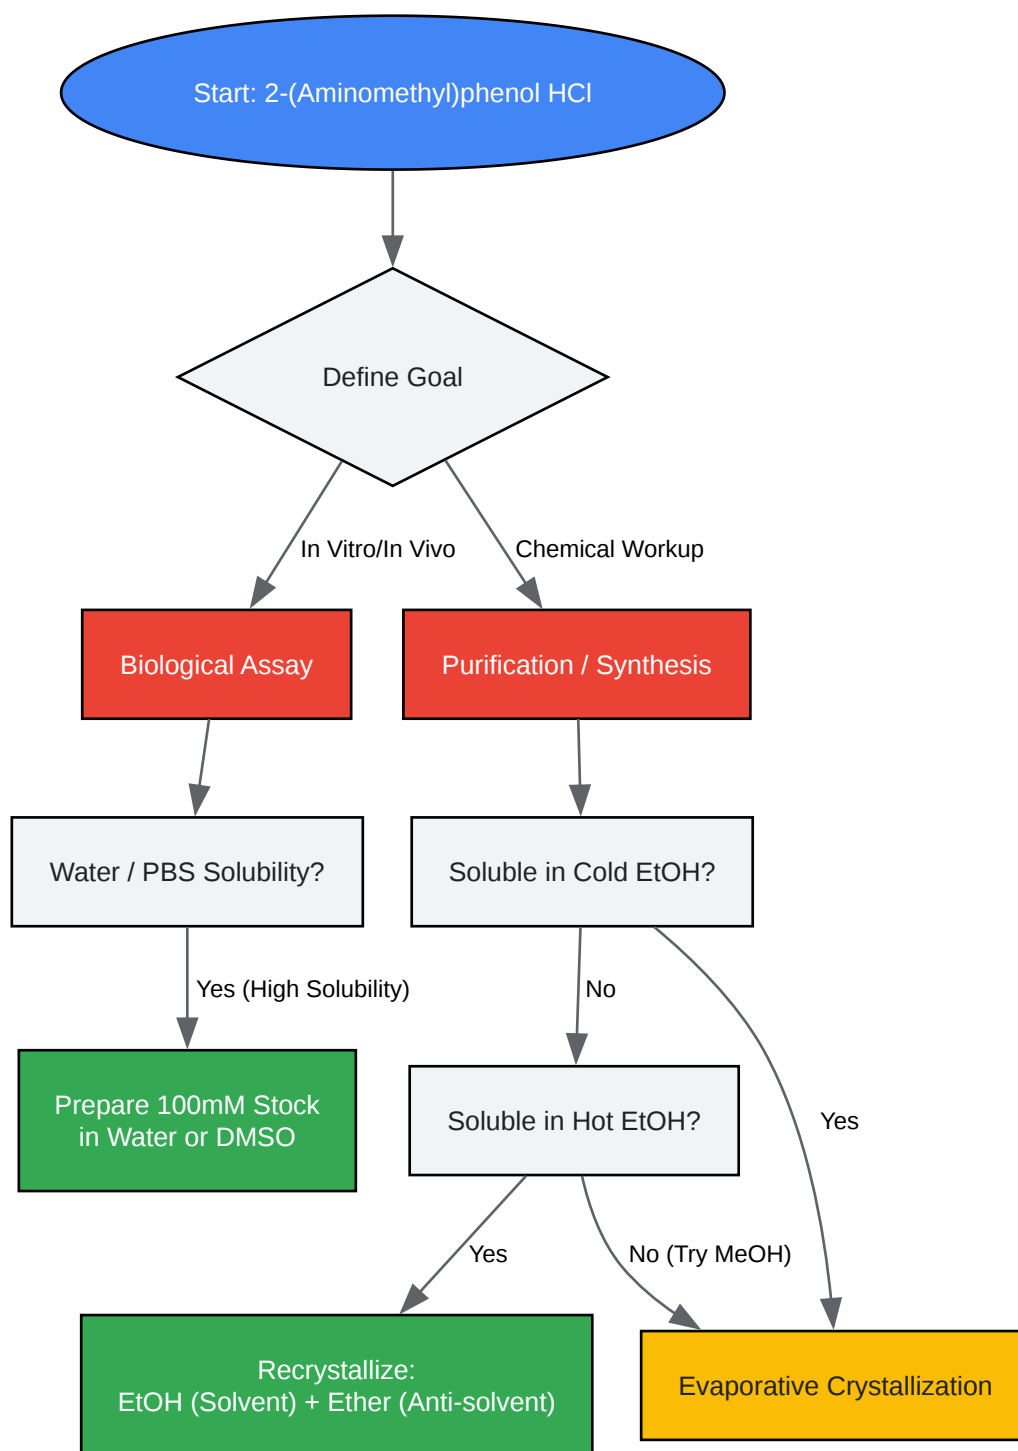 Start: 2-(Aminomethyl)phenol HCl
Define Goal
In Vitro/In Vivo
Chemical Workup
Biological Assay
Purification / Synthesis
Water / PBS Solubility?
Soluble in Cold EtOH?
Yes (High Solubility)
No
Prepare 100mM Stock
in Water or DMSO
Soluble in Hot EtOH?
Yes
Yes
No (Try MeOH)
Recrystallize:
EtOH (Solvent) + Ether (Anti-solvent)
Evaporative Crystallization